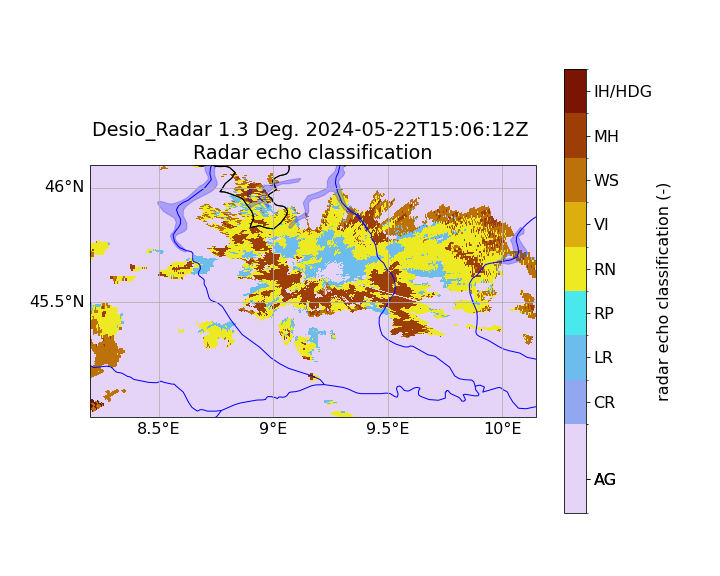 Desio_Radar 1.3 Deg. 2024-05-22T15:06:12Z
Radar echo classification
46°N
45.5°N
8.5°E
9°E
9.5°E
10°E
IH/HDG
MH
WS
VI
RN
RP
LR
CR
AG
radar echo classification (-)